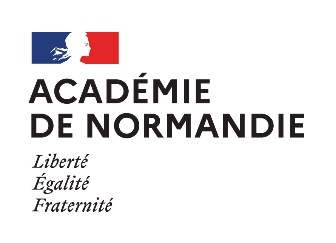 ACADÉMIE
DE NORMANDIE
Liberté
Égalité
Fraternité